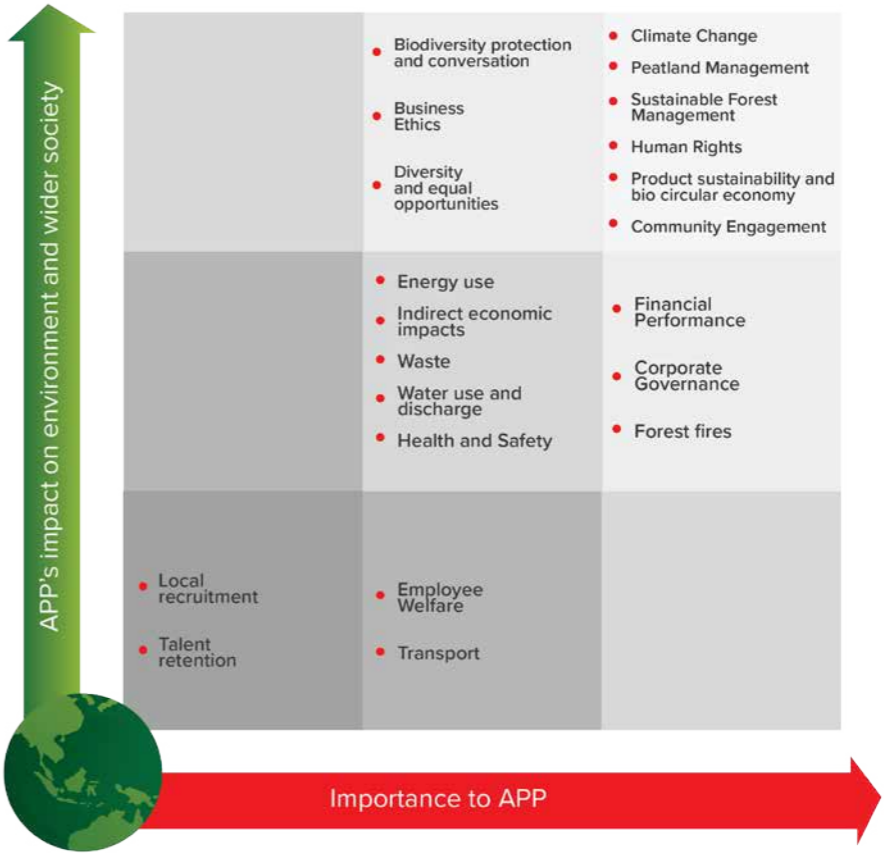 APP's impact on environment and wider society
Biodiversity protection
and conversation
Business
Ethics
Diversity
and equal
opportunities
Climate Change
Peatland Management
Sustainable Forest
Management
Human Rights
Product sustainability and
bio circular economy
Community Engagement
Energy use
Indirect economic
impacts
Waste
Water use and
discharge
Health and Safety
Financial
Performance
Corporate
Governance
Forest fires
Local
recruitment
Talent
retention
Employee
Welfare
Transport
Importance to APP